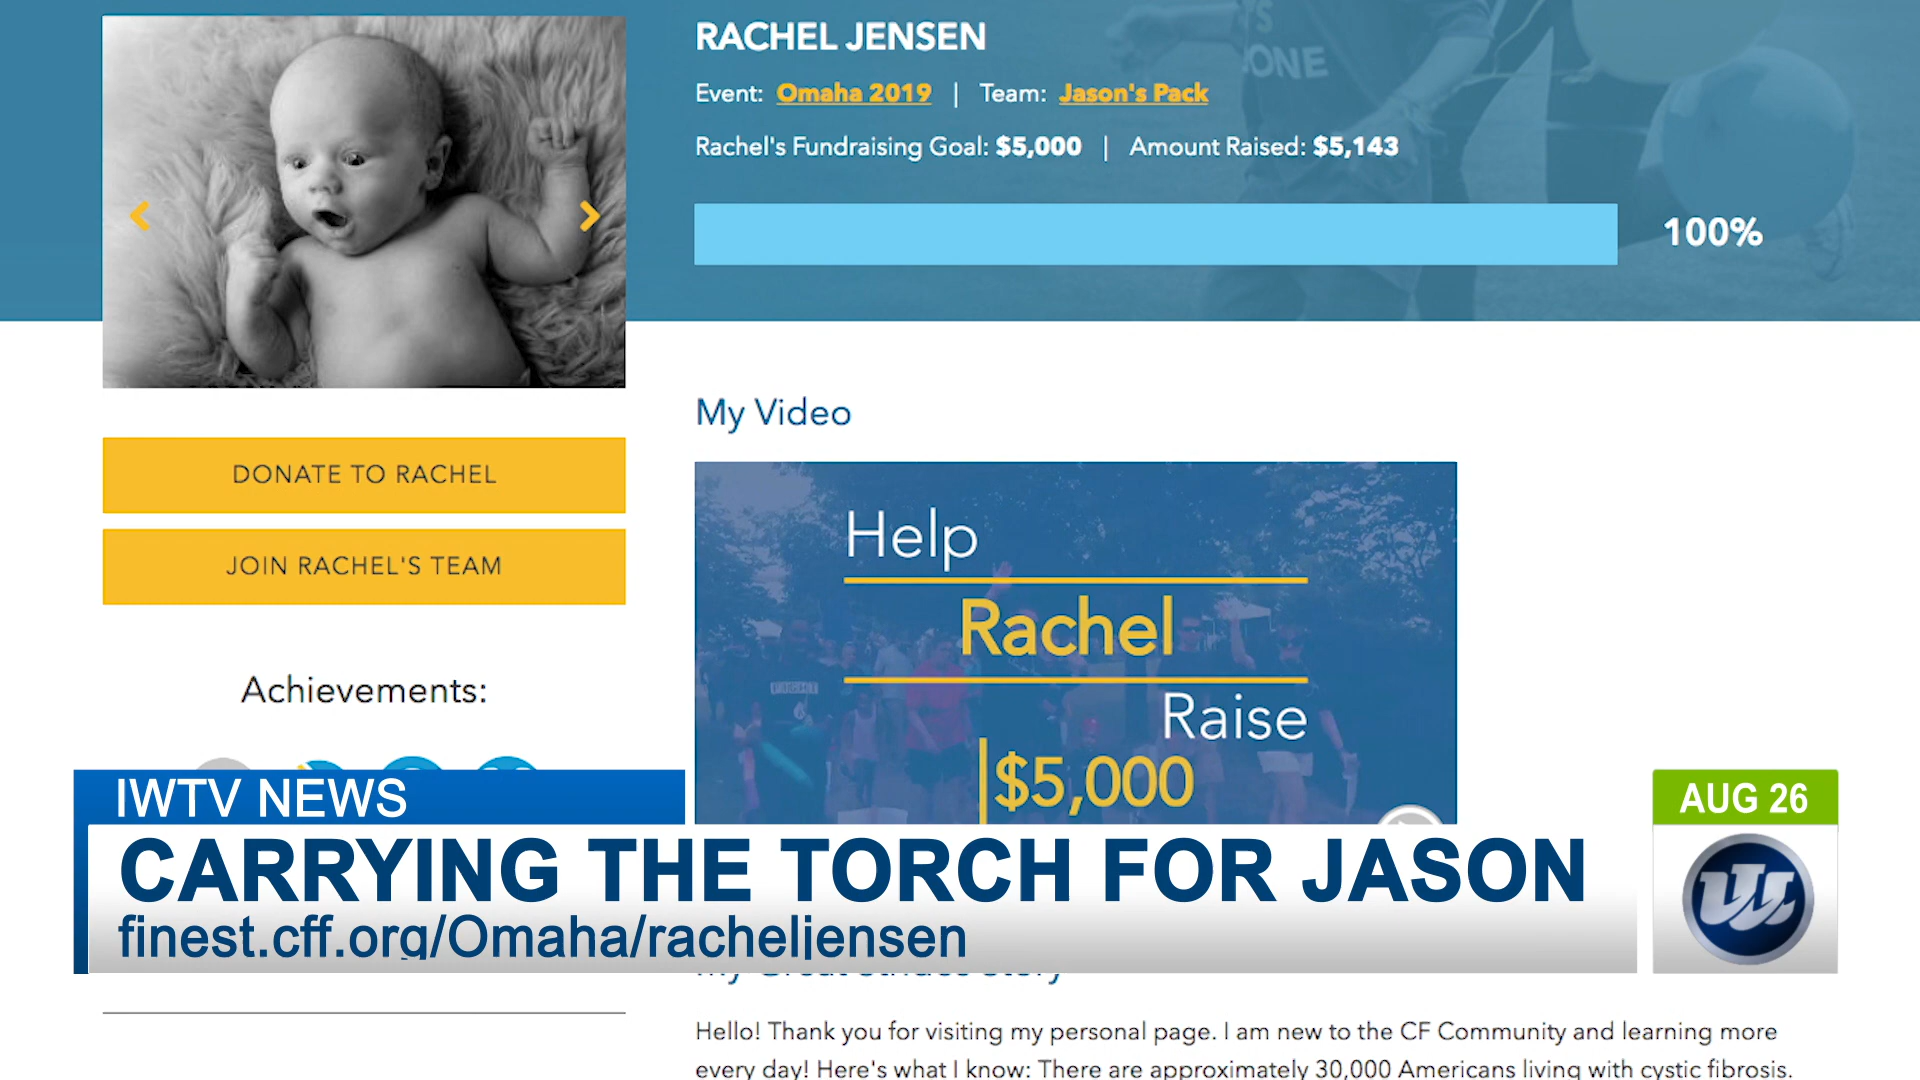 RACHEL JENSEN
Event: Omaha 2019 | Team: Jason's Pack
Rachel's Fundraising Goal: $5,000 | Amount Raised: $5,143
100%
DONATE TO RACHEL
JOIN RACHEL'S TEAM
Achievements:
My Video
Help
Rachel
Raise
$5,000
IWTV NEWS
CARRYING THE TORCH FOR JASON
finest.cff.org/Omaha/racheljensen
AUG 26
My Great Strides Story
Hello! Thank you for visiting my personal page. I am new to the CF Community and learning more
every day! Here's what I know: There are approximately 30,000 Americans living with cystic fibrosis.